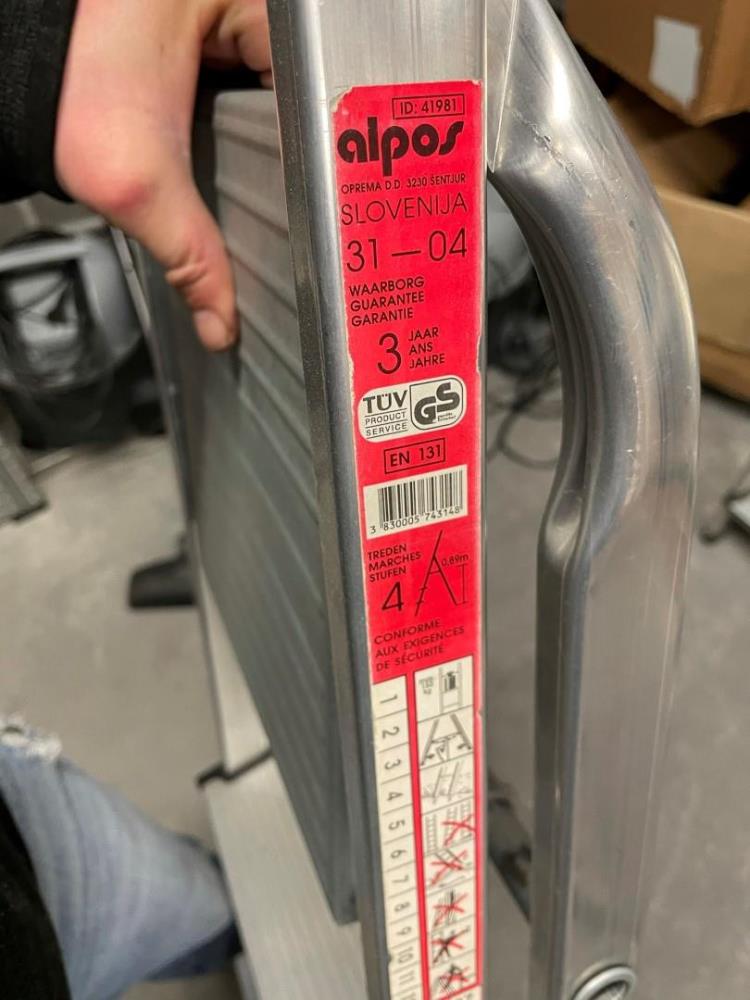 ID: 41981
alpos
OPREMA D.D. 3230 ŠENTJUR
SLOVENIJA
31 — 04
WAARBORG
GUARANTEE
GARANTIE
3 JAAR
ANS
JAHRE
TÜV
PRODUCT
SERVICE
GS
EN 131
3 830005 743148
TREDEN
MARCHES
STUFEN
4
0,89m
CONFORME
AUX EXIGENCES
DE SÉCURITÉ
1
2
3
4
5
6
7
8
9
10
11